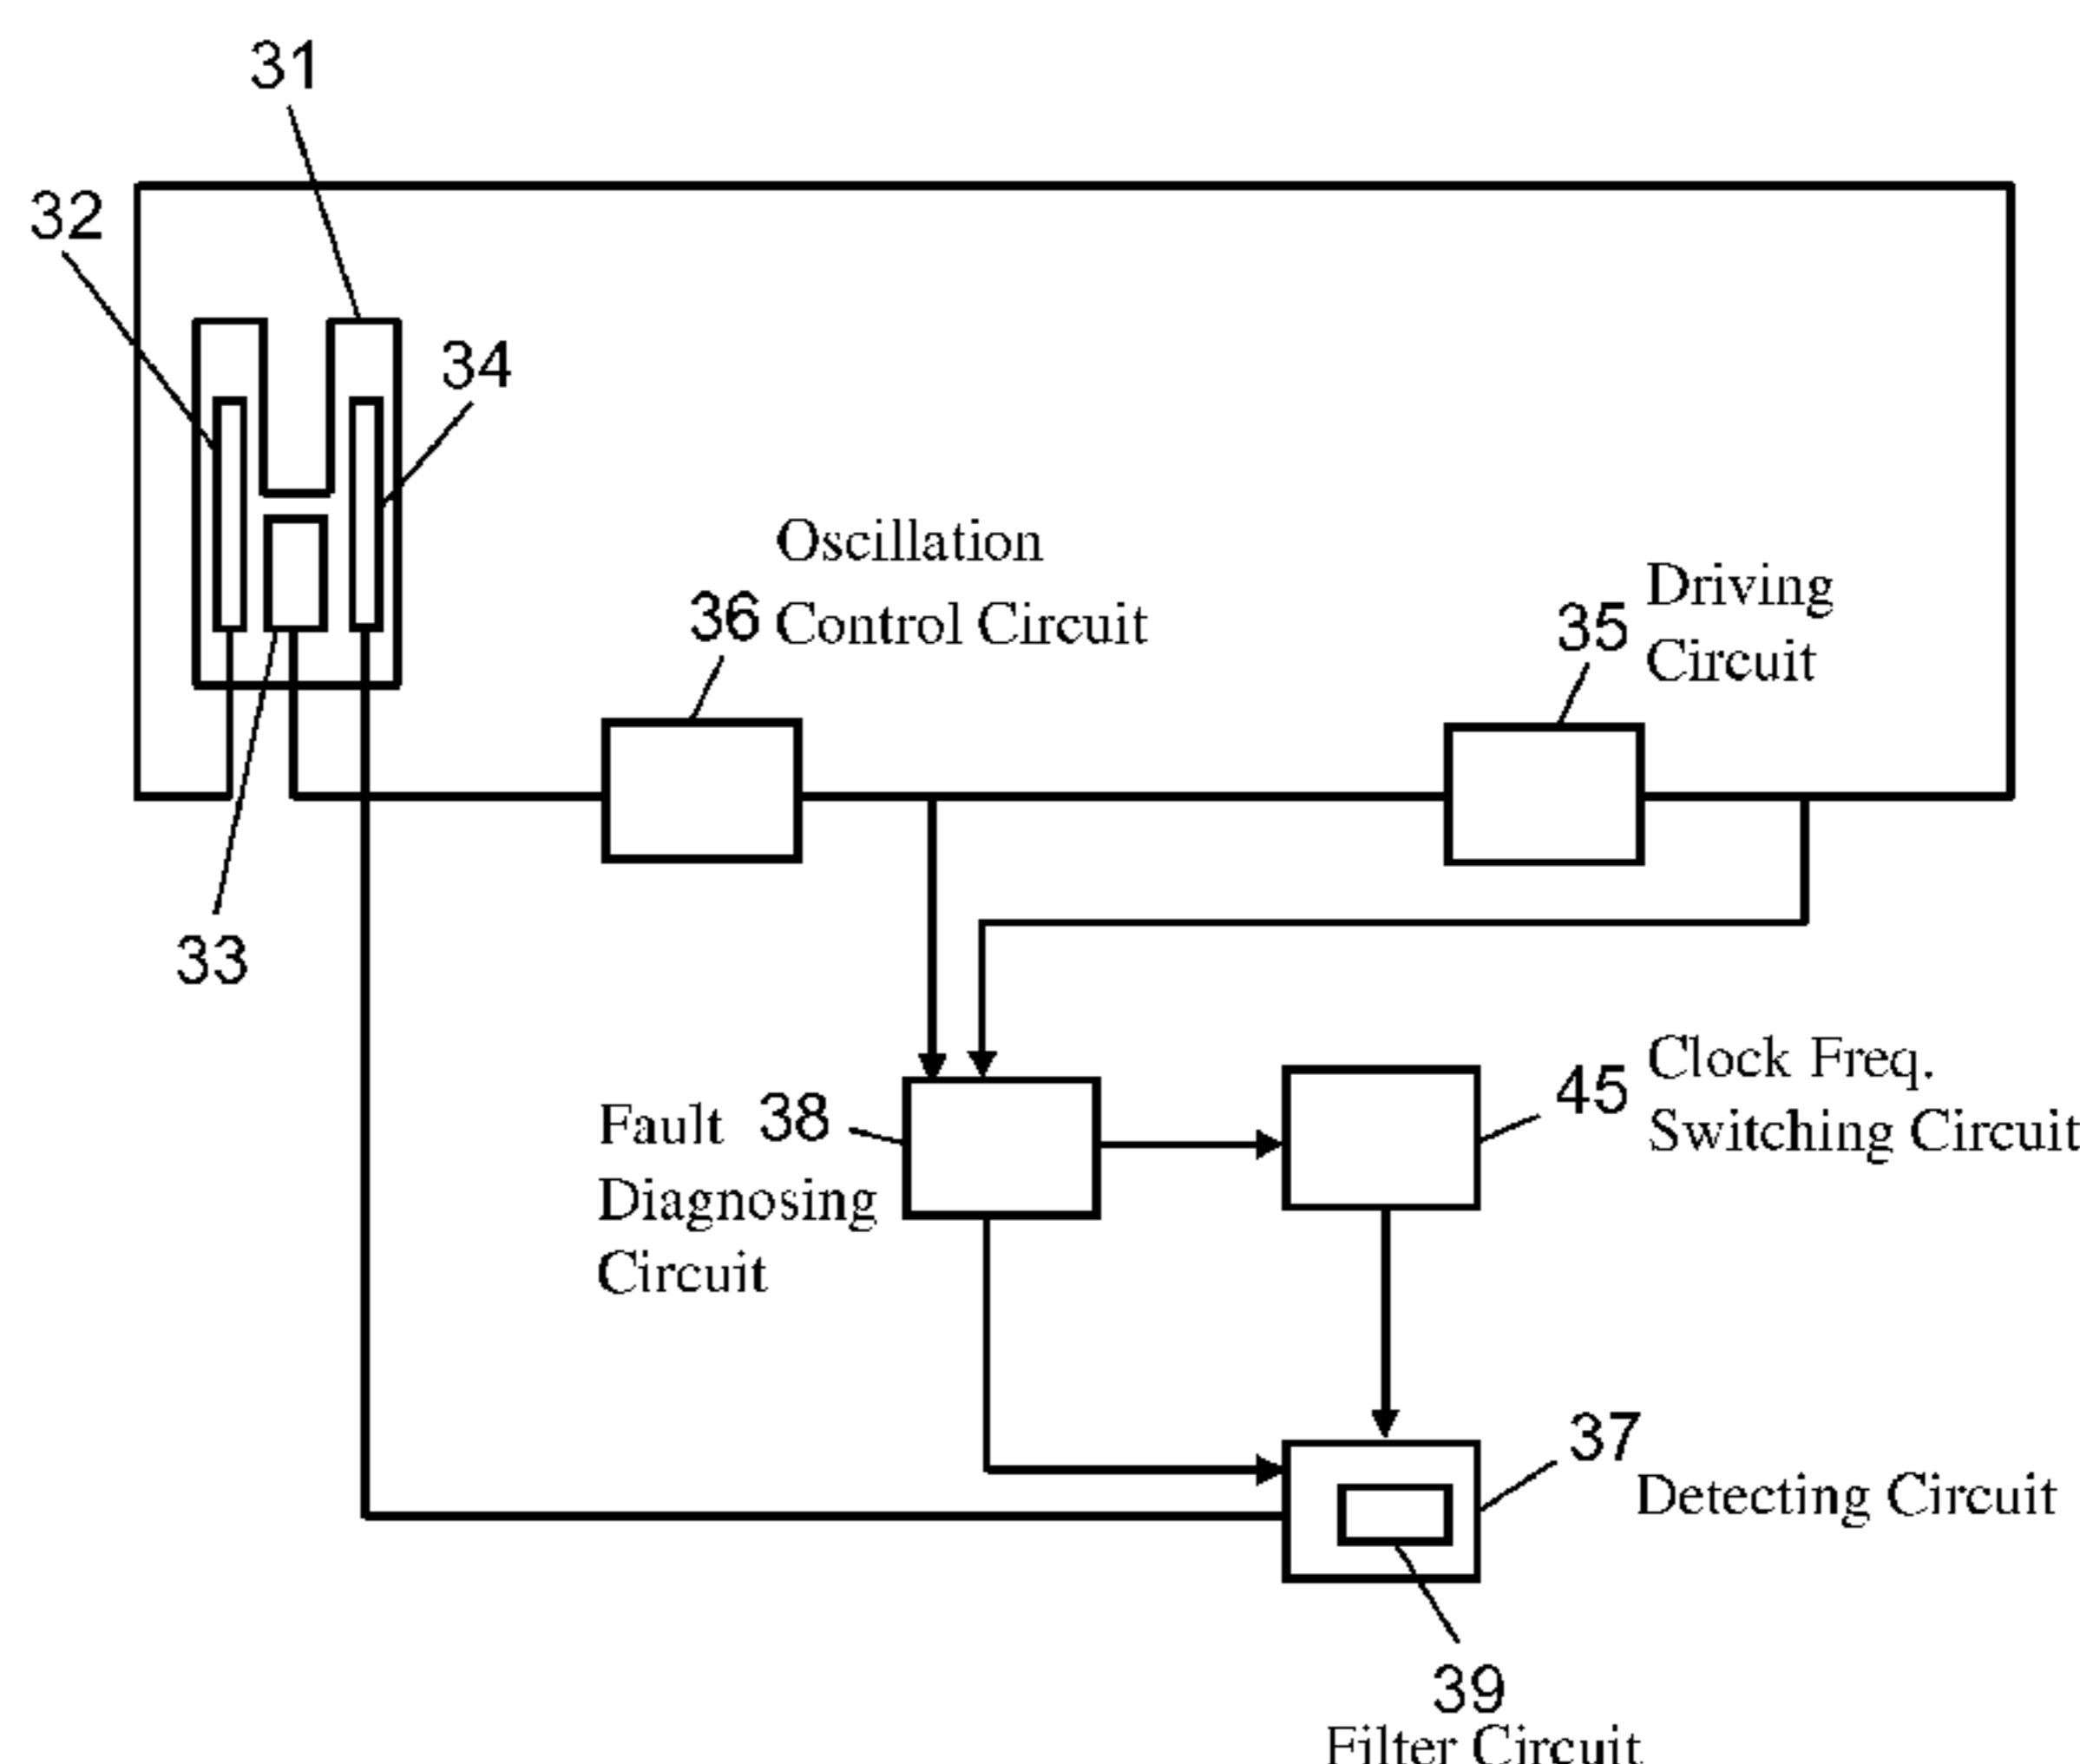 31
32
34
Oscillation
36 Control Circuit
Driving
35
Circuit
33
Clock Freq.
45
Switching Circuit
Fault 38
Diagnosing
Circuit
37
Detecting Circuit
39
Filter Circuit